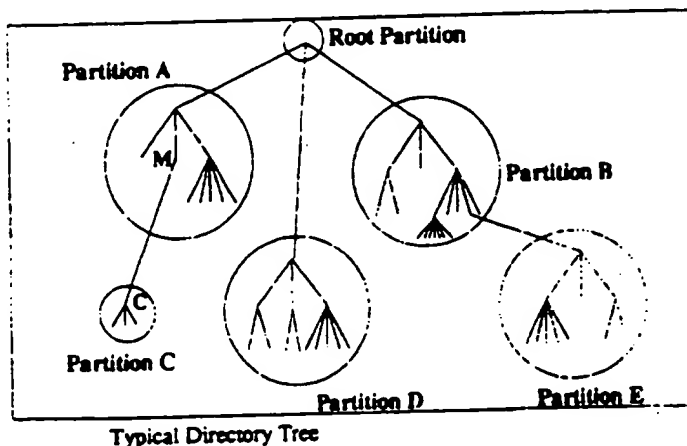 Root Partition
Partition A
M
Partition B
C
Partition C
Partition D
Partition E
Typical Directory Tree